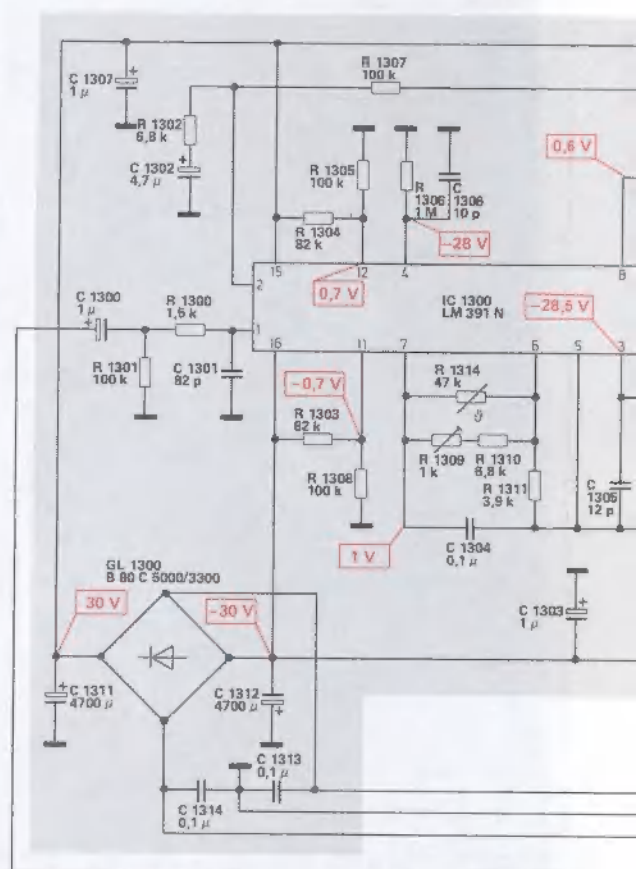 R 1307
100 k
C 1307
1 µ
R 1302
6,8 k
C 1302
4,7 µ
R 1305
100 k
R
1306
1 M
C
1306
10 p
0,6 V
R 1304
82 k
-28 V
15
12
4
8
2
0,7 V
IC 1300
LM 391 N
-28,5 V
C 1300
1 µ
R 1300
1
3
16
11
7
6
5
R 1301
100 k
C 1301
82 p
-0,7 V
R 1314
47 k
ϑ
R 1303
82 k
R 1309
1 k
R 1310
6,8 k
R 1308
100 k
R 1311
3,9 k
C
1305
12 p
1 V
C 1304
0,1 µ
GL 1300
B 80 C 5000/3300
30 V
-30 V
C 1303
1 µ
C 1311
4700 µ
C 1312
4700 µ
C 1313
0,1 µ
C 1314
0,1 µ